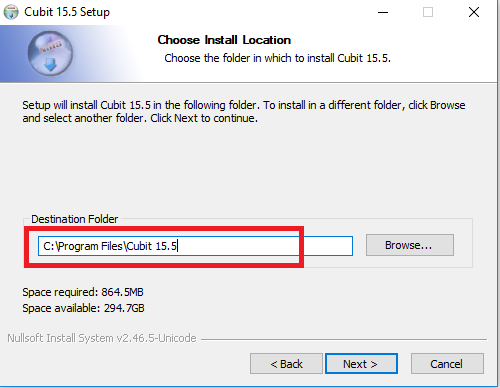 Cubit 15.5 Setup
Choose Install Location
Choose the folder in which to install Cubit 15.5.
Setup will install Cubit 15.5 in the following folder. To install in a different folder, click Browse
and select another folder. Click Next to continue.
Destination Folder
C:\Program Files\Cubit 15.5
Browse...
Space required: 864.5MB
Space available: 294.7GB
Nullsoft Install System v2.46.5-Unicode
< Back
Next >
Cancel